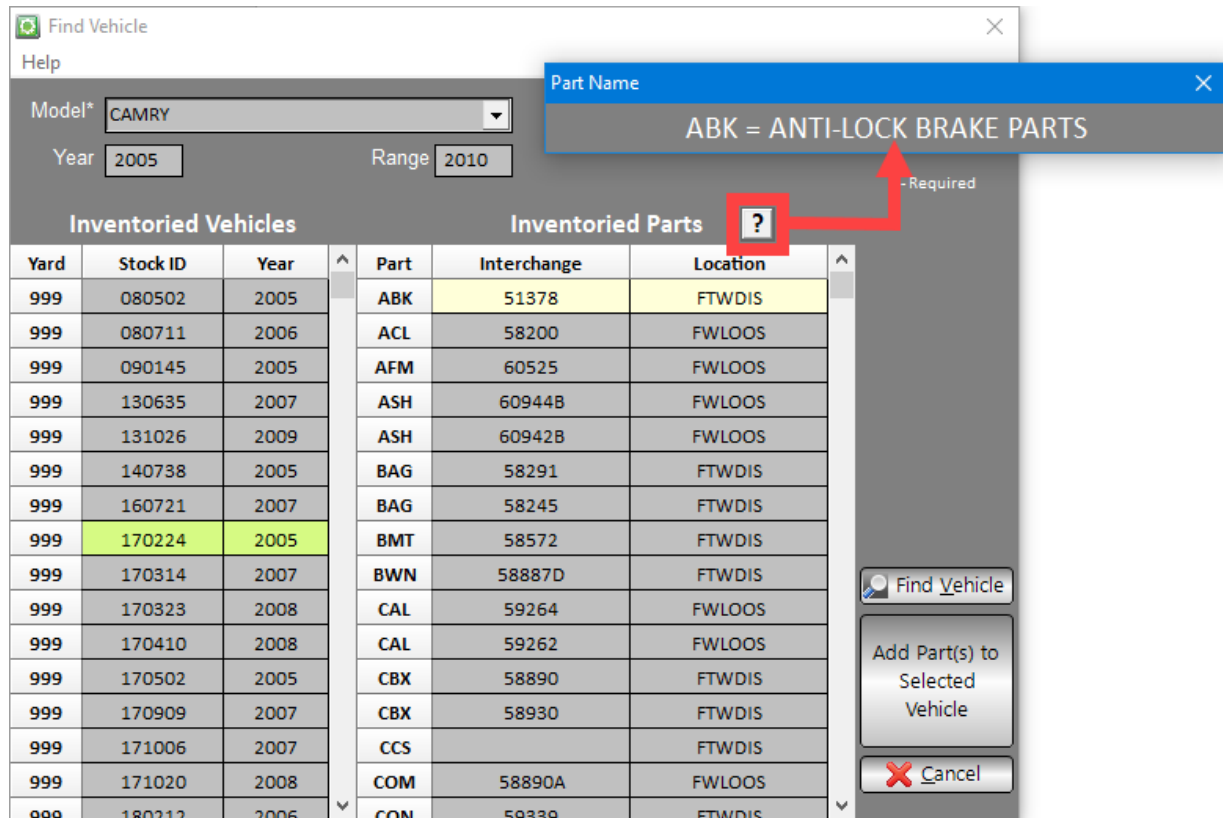 Find Vehicle
Help
Part Name
ABK = ANTI-LOCK BRAKE PARTS
Model* CAMRY
Year 2005 Range 2010
- Required
Inventoried Vehicles Inventoried Parts ?
Yard Stock ID Year Part Interchange Location
999 080502 2005 ABK 51378 FTWDIS
999 080711 2006 ACL 58200 FWLOOS
999 090145 2005 AFM 60525 FWLOOS
999 130635 2007 ASH 60944B FWLOOS
999 131026 2009 ASH 60942B FWLOOS
999 140738 2005 BAG 58291 FTWDIS
999 160721 2007 BAG 58245 FTWDIS
999 170224 2005 BMT 58572 FTWDIS
999 170314 2007 BWN 58887D FTWDIS
Find Vehicle
999 170323 2008 CAL 59264 FWLOOS
999 170410 2008 CAL 59262 FWLOOS
999 170502 2005 CBX 58890 FTWDIS
999 170909 2007 CBX 58930 FTWDIS
Add Part(s) to
Selected
Vehicle
999 171006 2007 CCS FTWDIS
999 171020 2008 COM 58890A FWLOOS
Cancel
999 180212 2006 CON 59339 FTWDIS